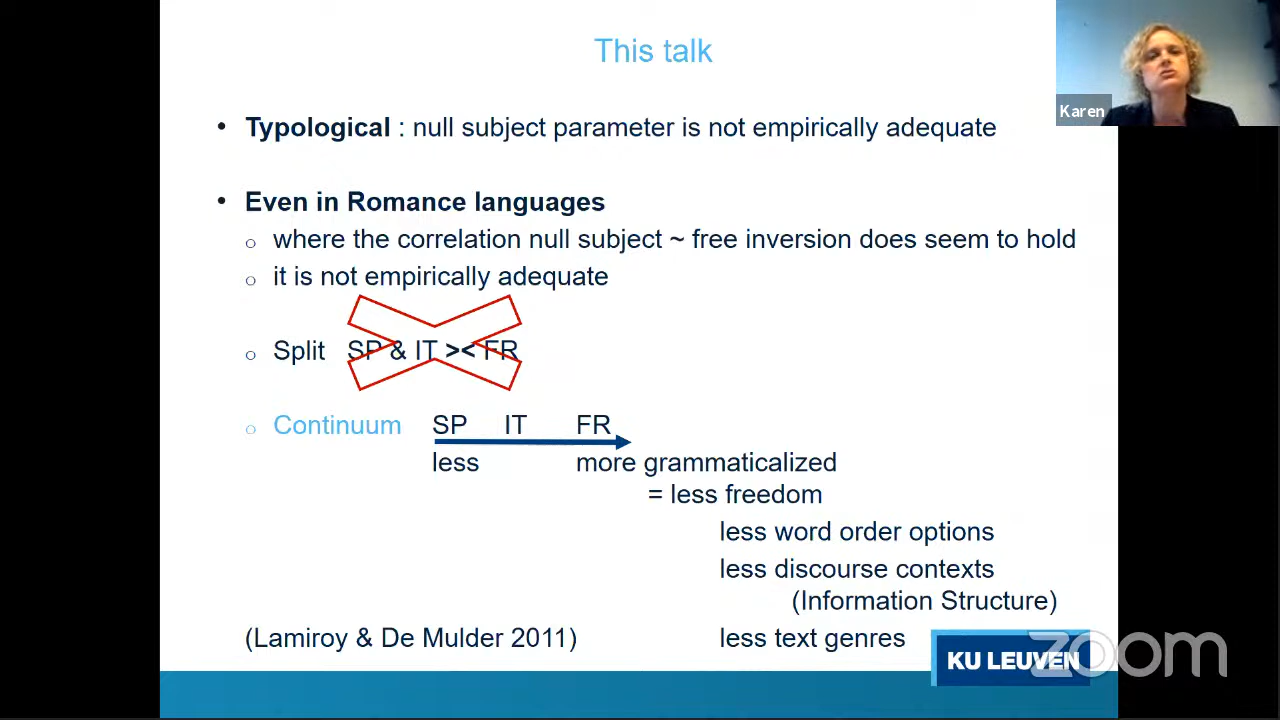 This talk
Karen
• Typological : null subject parameter is not empirically adequate
• Even in Romance languages
o where the correlation null subject ~ free inversion does seem to hold
o it is not empirically adequate
o Split SP & IT >< FR
o Continuum SP IT FR
less more grammaticalized
= less freedom
less word order options
less discourse contexts
(Information Structure)
(Lamiroy & De Mulder 2011) less text genres
KU LEUVEN
zoom